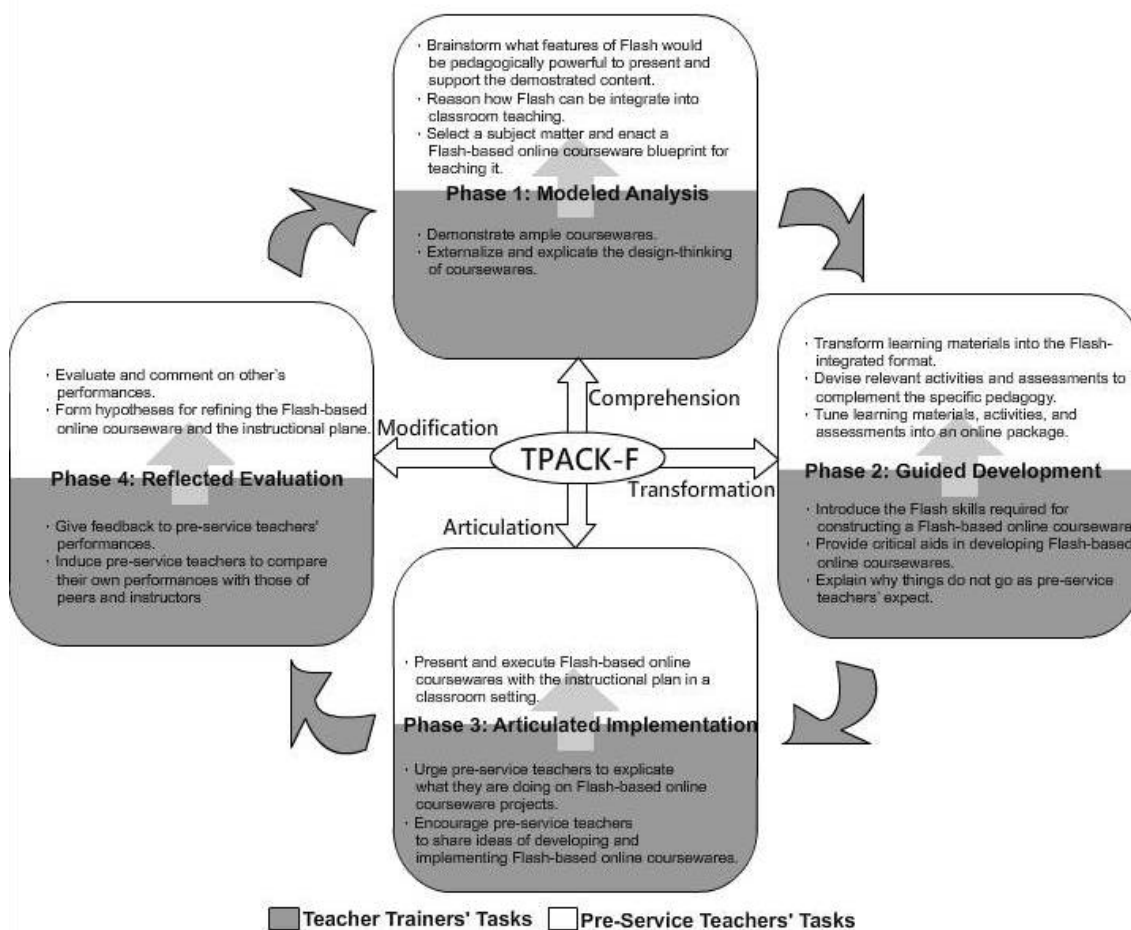 · Brainstorm what features of Flash would
be pedagogically powerful to present and
support the demostrated content.
· Reason how Flash can be integrate into
classroom teaching.
· Select a subject matter and enact a
Flash-based online courseware blueprint for
teaching it.
Phase 1: Modeled Analysis
· Demonstrate ample coursewares.
· Externalize and explicate the design-thinking
of coursewares.
· Transform learning materials into the Flash-
integrated format.
· Devise relevant activities and assessments to
complement the specific pedagogy.
· Tune learning materials, activities, and
assessments into an online package.
Phase 2: Guided Development
· Introduce the Flash skills required for
constructing a Flash-based online courseware
· Provide critical aids in developing Flash-based
online coursewares.
· Explain why things do not go as pre-service
teachers' expect.
· Present and execute Flash-based online
coursewares with the instructional plan in a
classroom setting.
Phase 3: Articulated Implementation
· Urge pre-service teachers to explicate
what they are doing on Flash-based online
courseware projects.
· Encourage pre-service teachers
to share ideas of developing and
implementing Flash-based online coursewares.
· Evaluate and comment on other's
performances.
· Form hypotheses for refining the Flash-based
online courseware and the instructional plane.
Phase 4: Reflected Evaluation
· Give feedback to pre-service teachers'
performances.
· Induce pre-service teachers to compare
their own performances with those of
peers and instructors
Comprehension
Modification
TPACK-F
Transformation
Articulation
Teacher Trainers' Tasks
Pre-Service Teachers' Tasks